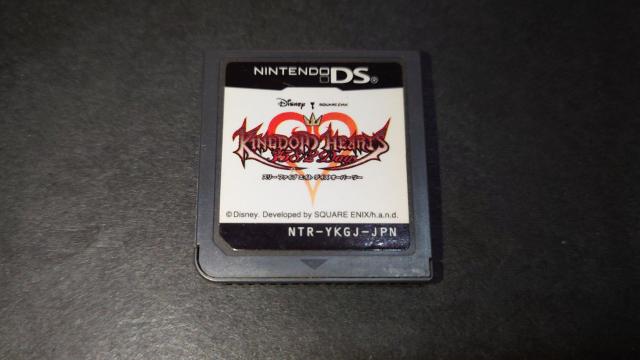 NINTENDO DS
Disney SQUARE ENIX
KINGDOM HEARTS
358/2 Days
スリー ファイブ エイト デイズ オーバー ツー
© Disney. Developed by SQUARE ENIX/h.a.n.d.
NTR-YKGJ-JPN